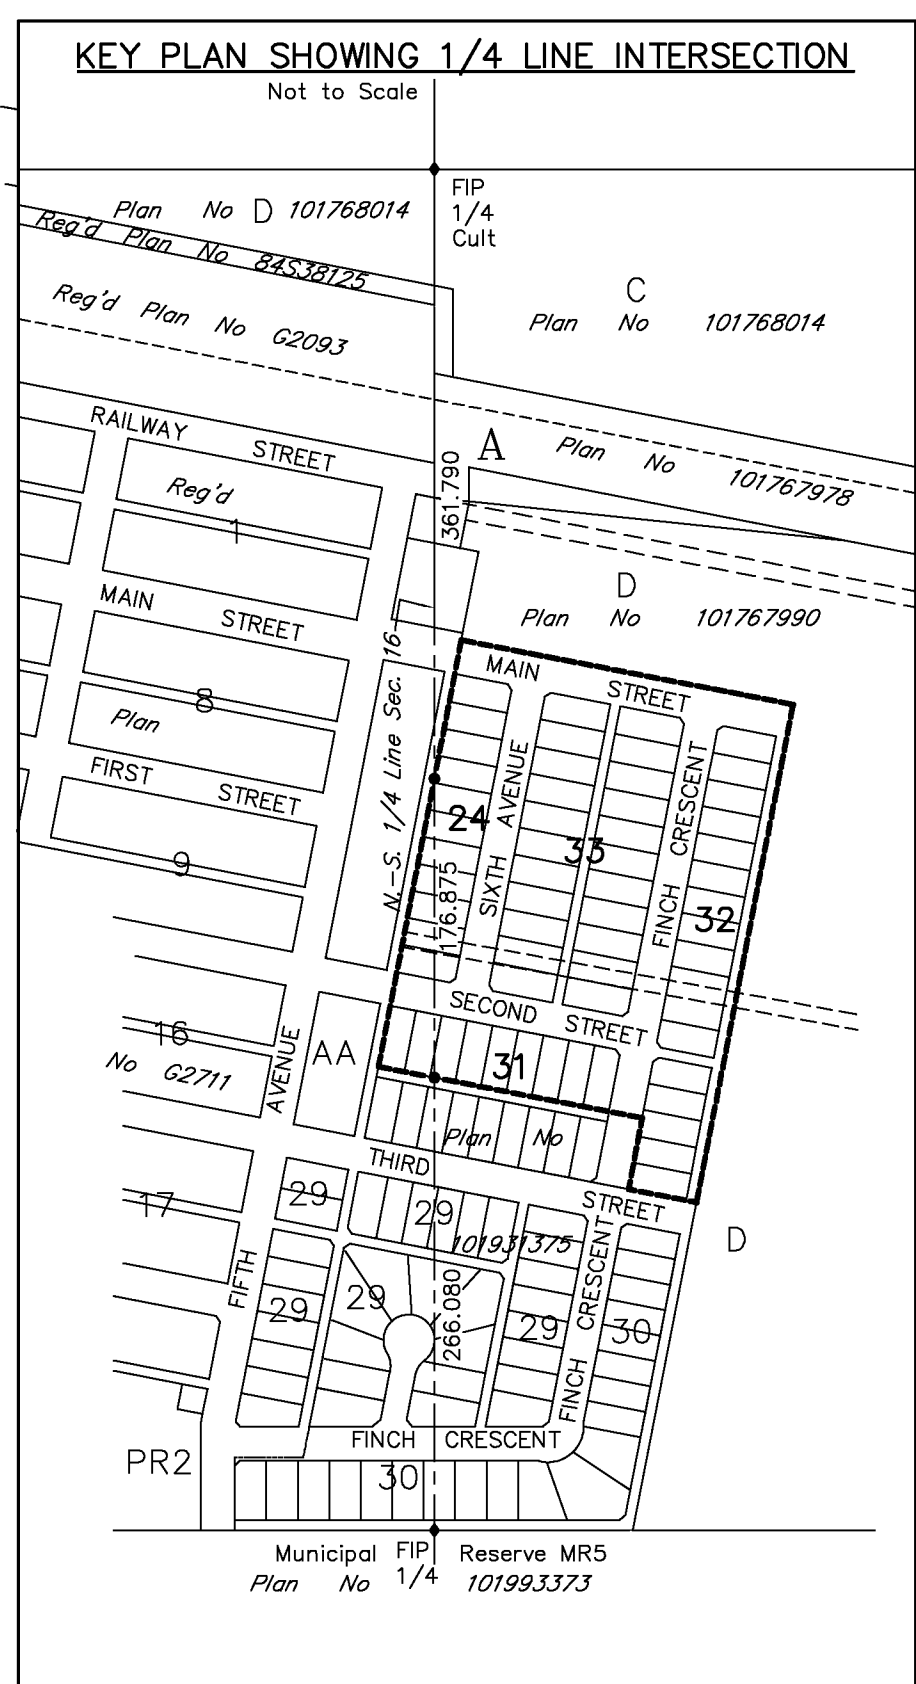 KEY PLAN SHOWING 1/4 LINE INTERSECTION
Not to Scale
FIP
1/4
Cult
Plan No D 101768014
Reg'd Plan No 84S38125
Reg'd Plan No G2093
C
Plan No 101768014
RAILWAY STREET
A
Plan No 101767978
361.790
Reg'd
1
D
Plan No 101767990
MAIN STREET
N.-S. 1/4 Line Sec. 16
MAIN STREET
8
Plan
FIRST STREET
24
SIXTH AVENUE
33
FINCH CRESCENT
32
9
176.875
SECOND STREET
16
No G2711
AVENUE
AA
31
Plan No
THIRD STREET
29
29
17
101931375
D
FIFTH
29
29
266.080
29
FINCH CRESCENT
30
FINCH CRESCENT
PR2
30
Municipal FIP Reserve MR5
Plan No 1/4 101993373